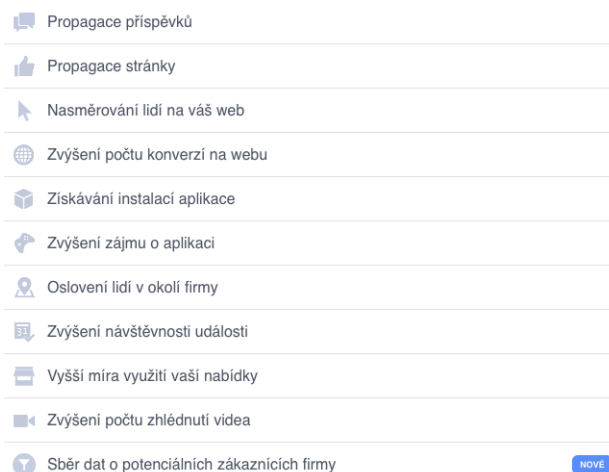 Propagace příspěvků
Propagace stránky
Nasměrování lidí na váš web
Zvýšení počtu konverzí na webu
Získávání instalací aplikace
Zvýšení zájmu o aplikaci
Oslovení lidí v okolí firmy
31 Zvýšení návštěvnosti události
Vyšší míra využití vaší nabídky
Zvýšení počtu zhlédnutí videa
Sběr dat o potenciálních zákaznících firmy NOVÉ